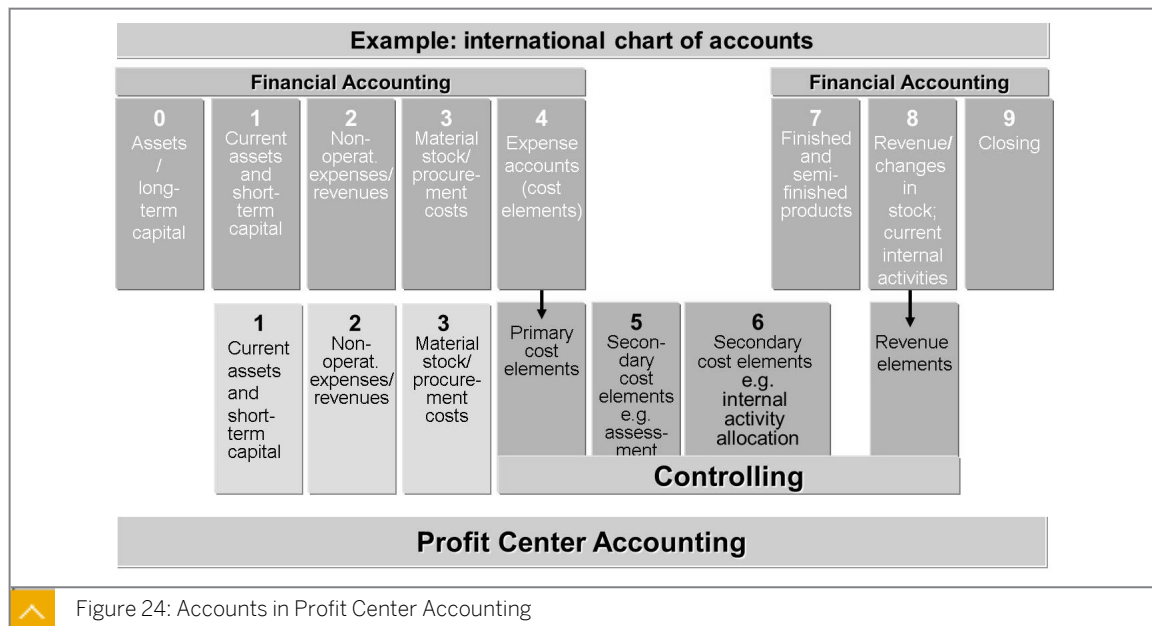 Example: international chart of accounts
Financial Accounting
Financial Accounting
0
Assets
/
long-
term
capital
1
Current
assets
and
short-
term
capital
2
Non-
operat.
expenses/
revenues
3
Material
stock/
procure-
ment
costs
4
Expense
accounts
(cost
elements)
7
Finished
and
semi-
finished
products
8
Revenue/
changes
in
stock;
current
internal
activities
9
Closing
1
Current
assets
and
short-
term
capital
2
Non-
operat.
expenses/
revenues
3
Material
stock/
procure-
ment
costs
Primary
cost
elements
5
Secon-
dary
cost
elements
e.g.
assess-
ment
6
Secondary
cost elements
e.g.
internal
activity
allocation
Revenue
elements
Controlling
Profit Center Accounting
Figure 24: Accounts in Profit Center Accounting